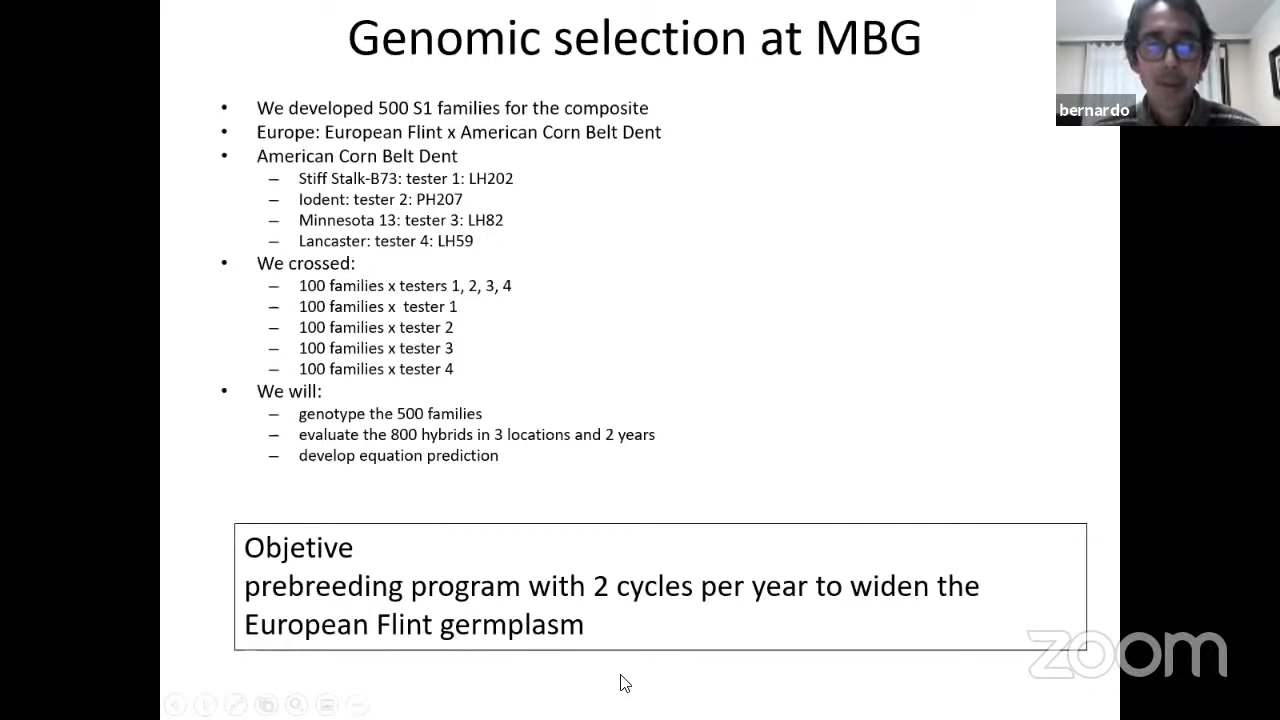 Genomic selection at MBG
bernardo
• We developed 500 S1 families for the composite
• Europe: European Flint x American Corn Belt Dent
• American Corn Belt Dent
– Stiff Stalk-B73: tester 1: LH202
– Iodent: tester 2: PH207
– Minnesota 13: tester 3: LH82
– Lancaster: tester 4: LH59
• We crossed:
– 100 families x testers 1, 2, 3, 4
– 100 families x  tester 1
– 100 families x tester 2
– 100 families x tester 3
– 100 families x tester 4
• We will:
– genotype the 500 families
– evaluate the 800 hybrids in 3 locations and 2 years
– develop equation prediction
Objetive
prebreeding program with 2 cycles per year to widen the
European Flint germplasm
zoom